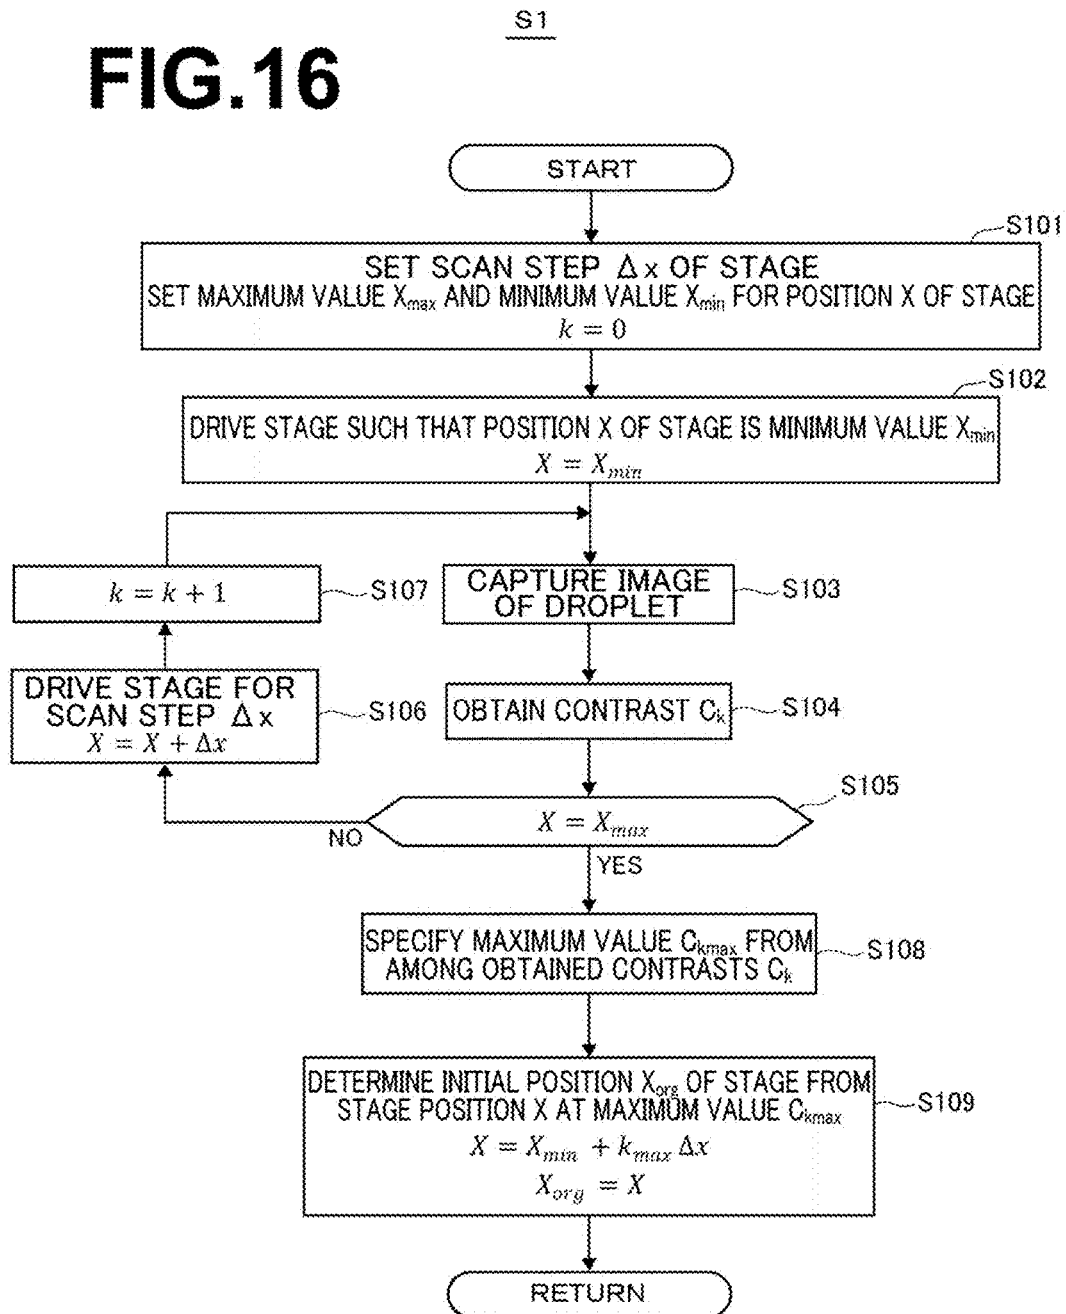 S1
FIG.16
START
S101
SET SCAN STEP Δx OF STAGE
SET MAXIMUM VALUE Xmax AND MINIMUM VALUE Xmin FOR POSITION X OF STAGE
k = 0
S102
DRIVE STAGE SUCH THAT POSITION X OF STAGE IS MINIMUM VALUE Xmin
X = Xmin
k = k + 1
S107
CAPTURE IMAGE
OF DROPLET
S103
DRIVE STAGE FOR
SCAN STEP Δx
X = X + Δx
S106
OBTAIN CONTRAST Ck
S104
S105
X = Xmax
NO
YES
SPECIFY MAXIMUM VALUE Ckmax FROM
AMONG OBTAINED CONTRASTS Ck
S108
DETERMINE INITIAL POSITION Xorg OF STAGE FROM
STAGE POSITION X AT MAXIMUM VALUE Ckmax
X = Xmin + kmax Δx
Xorg = X
S109
RETURN